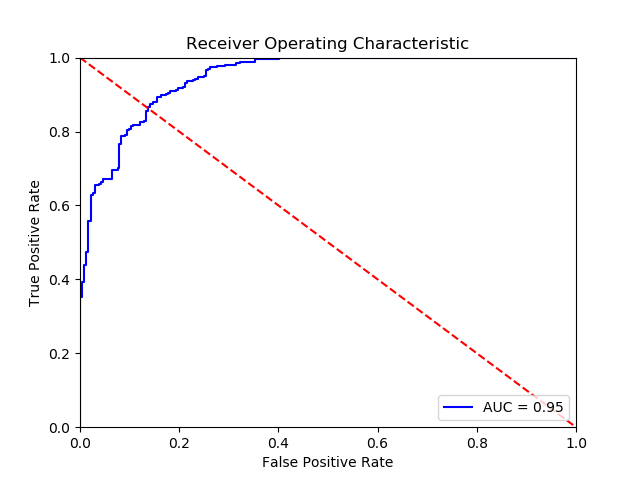 Receiver Operating Characteristic
True Positive Rate
1.0
0.8
0.6
0.4
0.2
0.0
AUC = 0.95
0.0 0.2 0.4 0.6 0.8 1.0
False Positive Rate